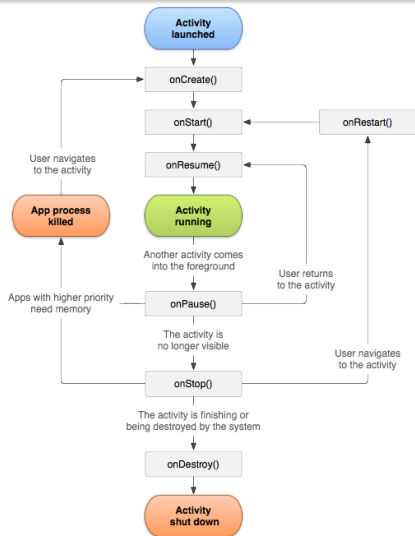 Activity
launched
onCreate()
onStart()
onRestart()
User navigates
to the activity
onResume()
App process
killed
Activity
running
Another activity comes
into the foreground
User returns
to the activity
Apps with higher priority
need memory
onPause()
The activity is
no longer visible
User navigates
to the activity
onStop()
The activity is finishing or
being destroyed by the system
onDestroy()
Activity
shut down